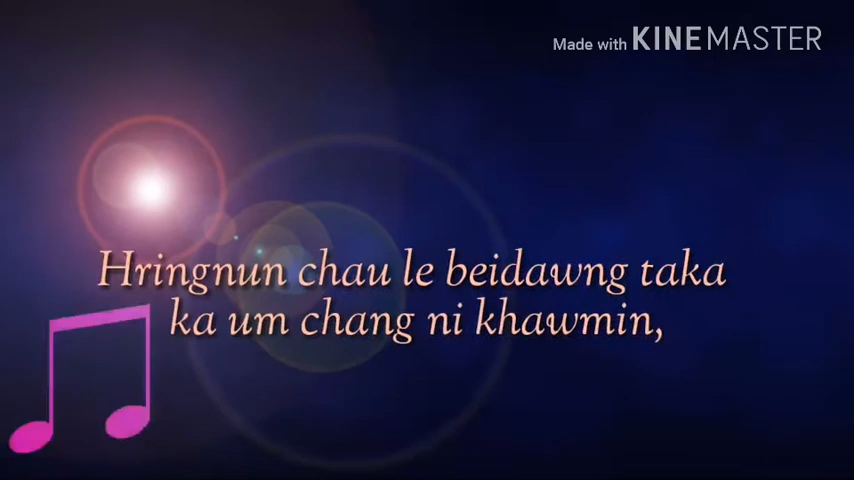 Made with KINEMASTER
Hringnun chau le beidawng taka
ka um chang ni khawmin,